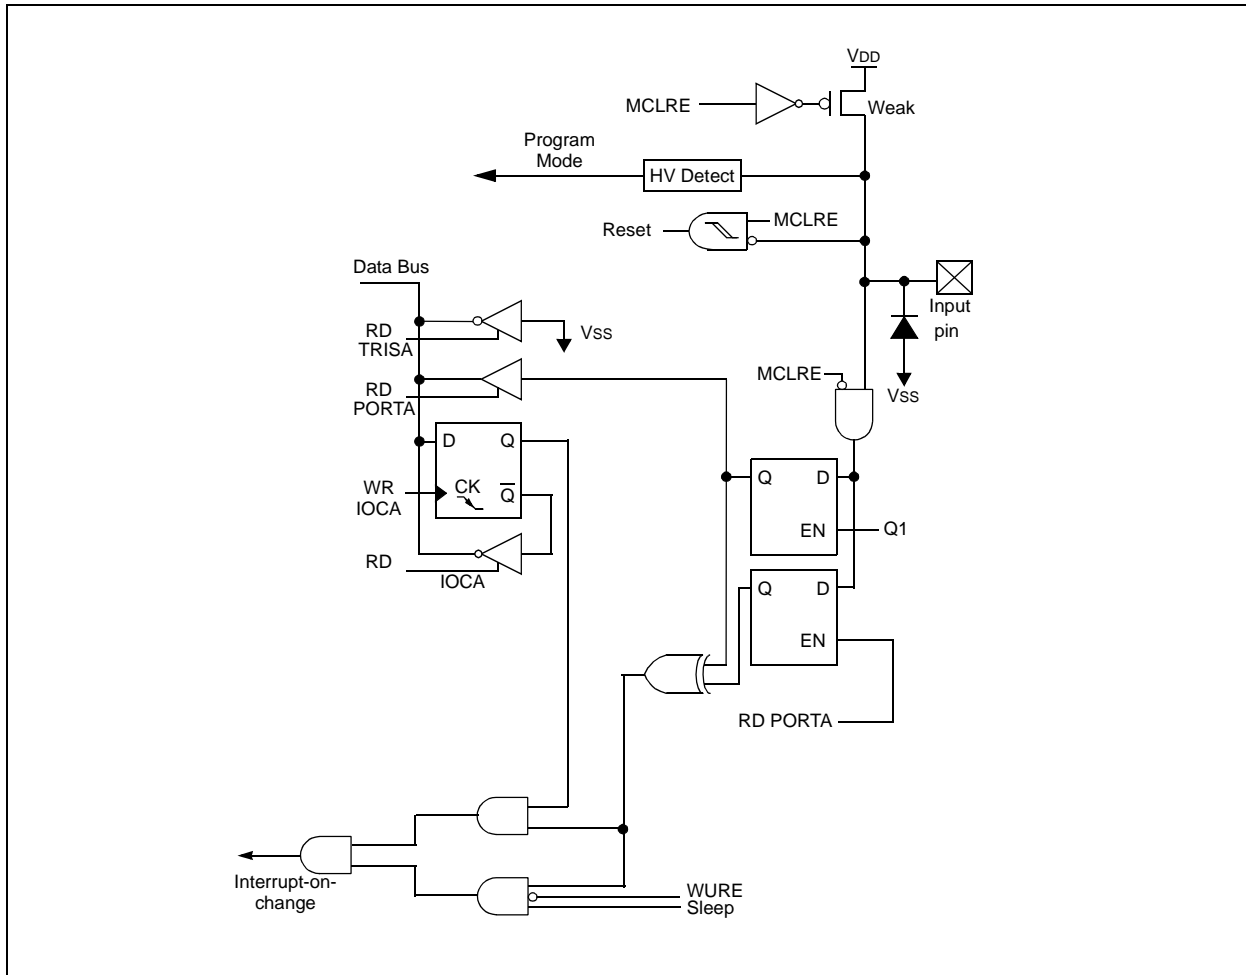 VDD
MCLRE
Weak
Program
Mode
HV Detect
MCLRE
Reset
Data Bus
Input
pin
RD
TRISA
VSS
VSS
MCLRE
RD
PORTA
D Q
CK
Q
WR
IOCA
Q D
EN
Q1
RD
IOCA
Q D
EN
RD PORTA
Interrupt-on-
change
WURE
Sleep